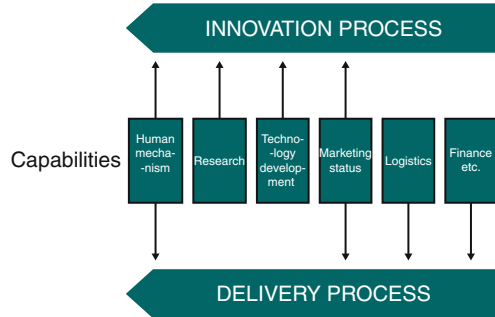 INNOVATION PROCESS
Capabilities
Human
mecha-
-nism
Research
Techno-
-logy
develop-
ment
Marketing
status
Logistics
Finance
etc.
DELIVERY PROCESS